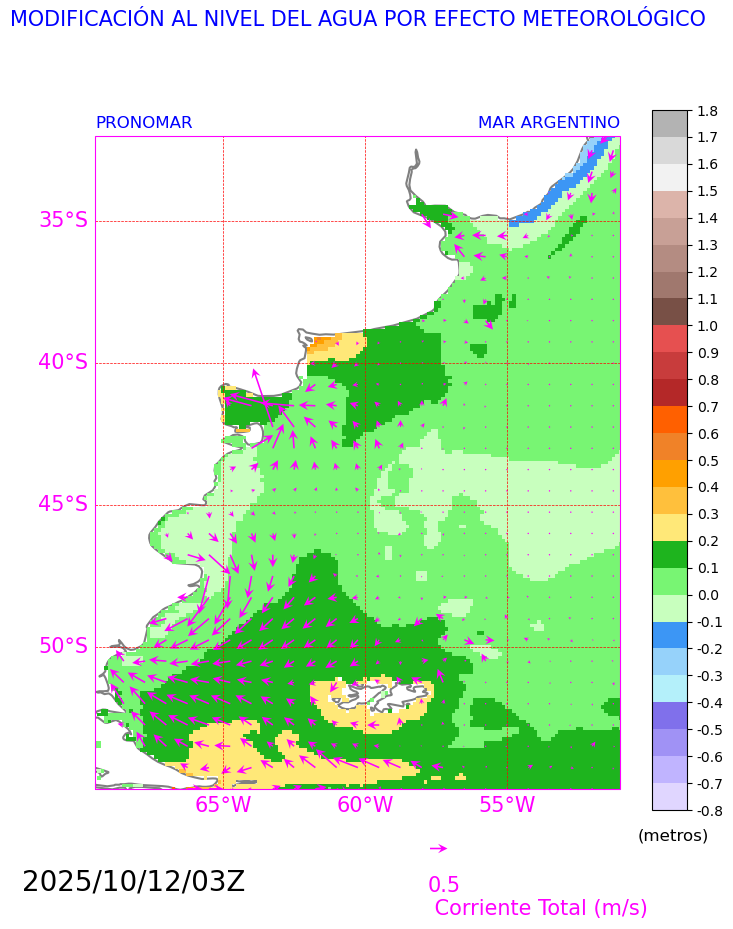 MODIFICACIÓN AL NIVEL DEL AGUA POR EFECTO METEOROLÓGICO
PRONOMAR MAR ARGENTINO
35°S
40°S
45°S
50°S
65°W 60°W 55°W
1.8
1.7
1.6
1.5
1.4
1.3
1.2
1.1
1.0
0.9
0.8
0.7
0.6
0.5
0.4
0.3
0.2
0.1
0.0
-0.1
-0.2
-0.3
-0.4
-0.5
-0.6
-0.7
-0.8
(metros)
2025/10/12/03Z
0.5
Corriente Total (m/s)